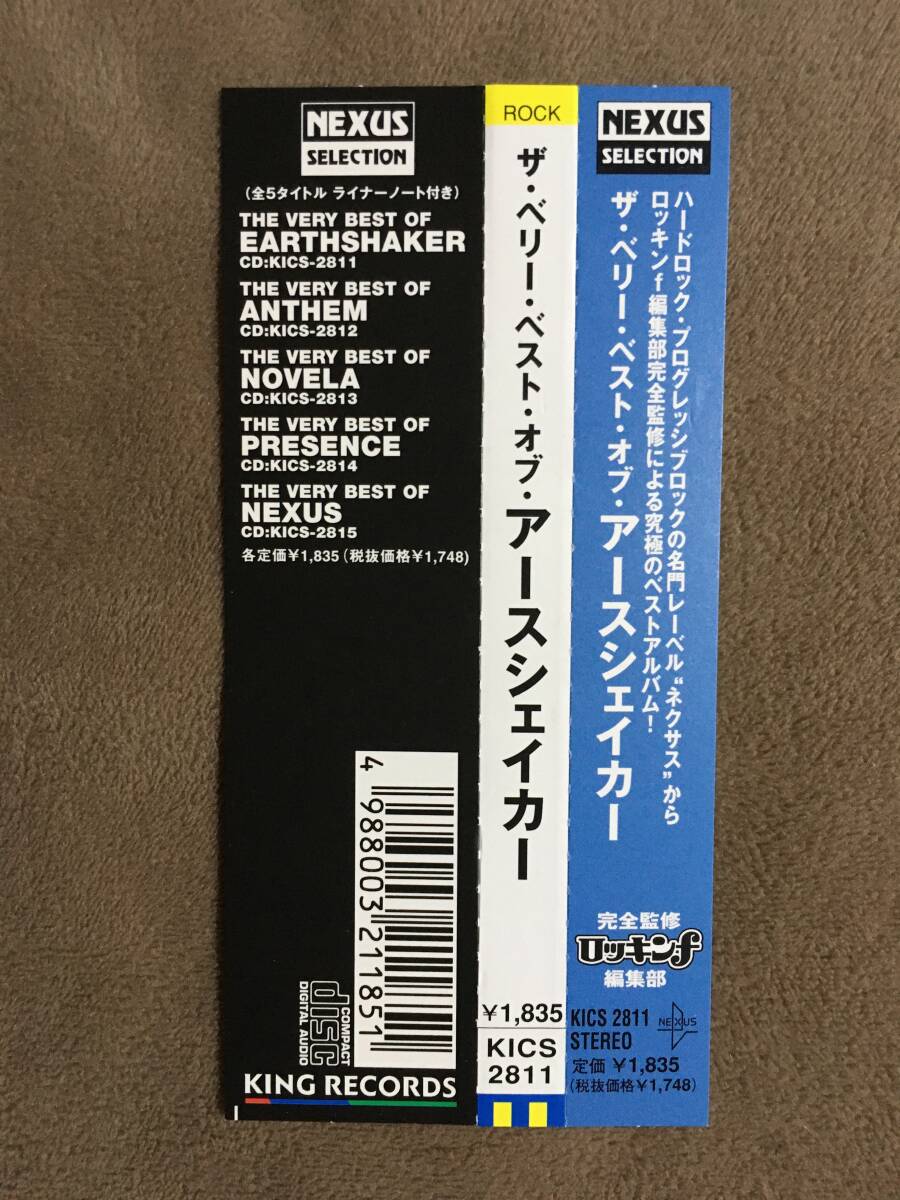 NEXUS
SELECTION
（全5タイトル ライナーノート付き）
THE VERY BEST OF
EARTHSHAKER
CD:KICS-2811
THE VERY BEST OF
ANTHEM
CD:KICS-2812
THE VERY BEST OF
NOVELA
CD:KICS-2813
THE VERY BEST OF
PRESENCE
CD:KICS-2814
THE VERY BEST OF
NEXUS
CD:KICS-2815
各定価¥1,835（税抜価格¥1,748）
4 988003 211851
COMPACT
disc
DIGITAL AUDIO
KING RECORDS
ROCK
ザ・ベリー・ベスト・オブ・アースシェイカー
¥1,835
KICS
2811
NEXUS
SELECTION
ハードロック・プログレッシブロックの名門レーベル“ネクサス”から
ロッキンf編集部完全監修による究極のベストアルバム！
ザ・ベリー・ベスト・オブ・アースシェイカー
完全監修
ロッキンf
編集部
KICS 2811
STEREO
NEXUS
定価 ¥1,835
（税抜価格¥1,748）